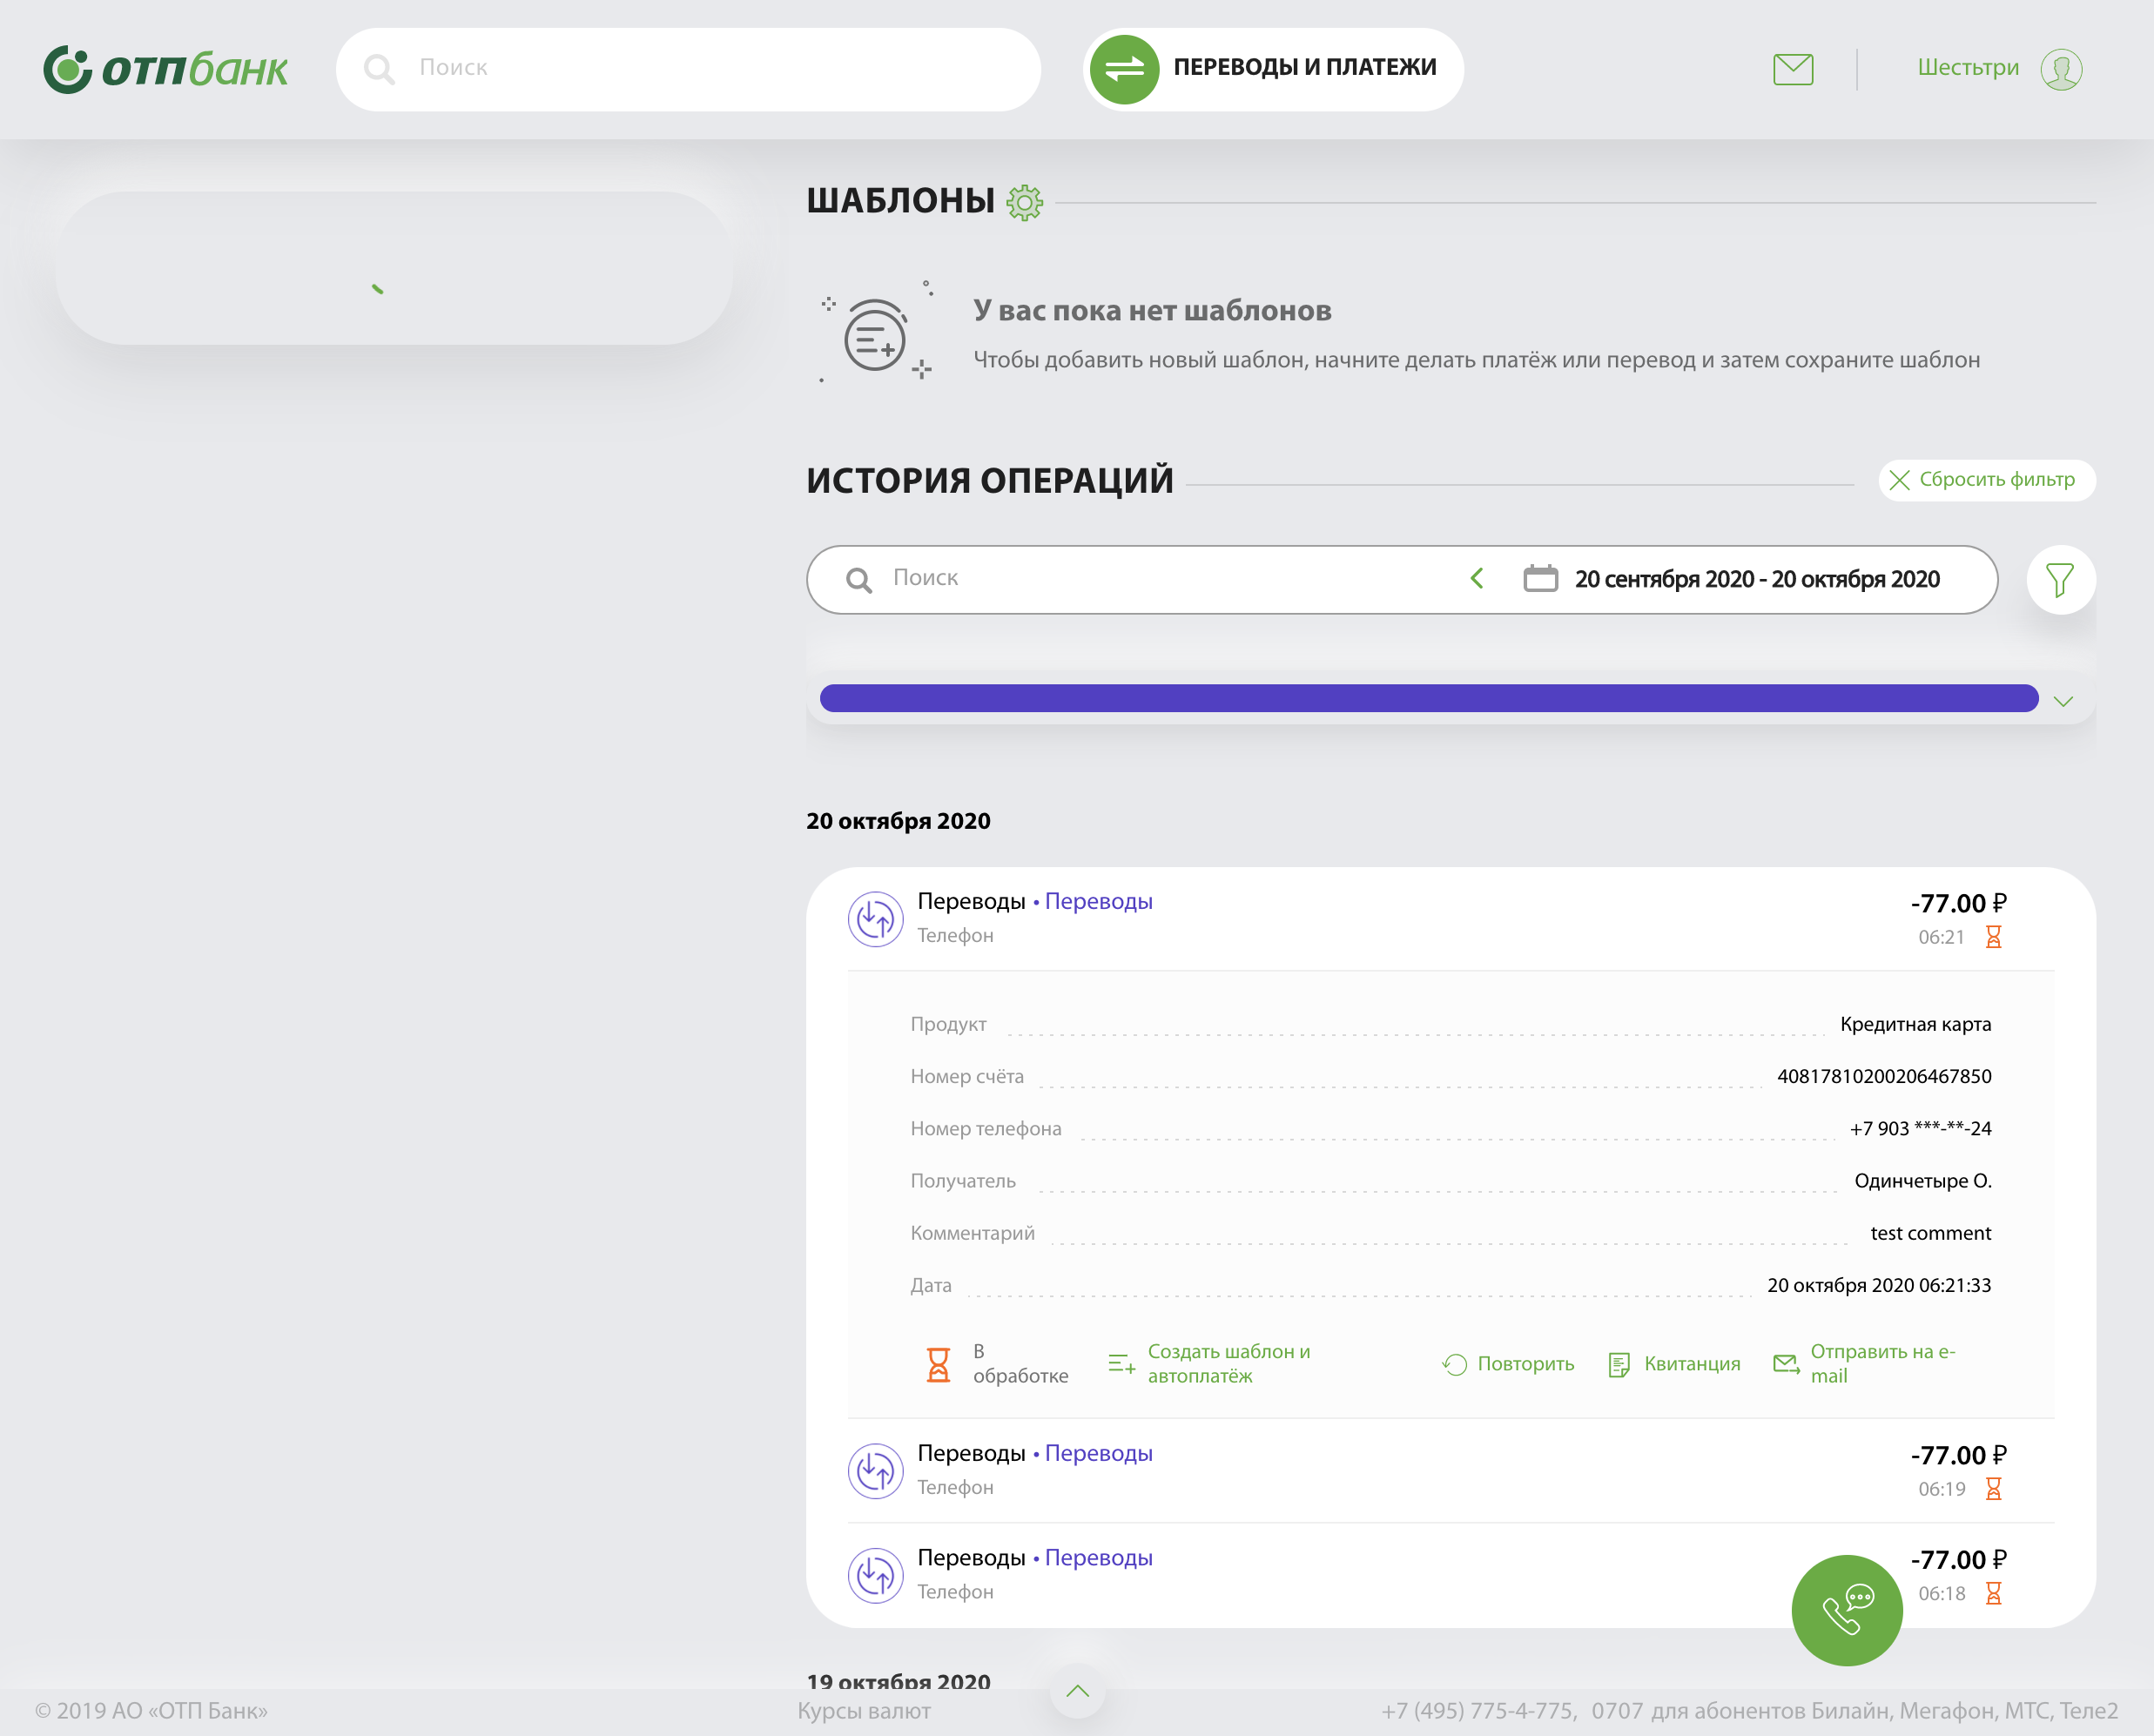 ОТПбанк
Поиск
ПЕРЕВОДЫ И ПЛАТЕЖИ
Шестьтри
ШАБЛОНЫ
У вас пока нет шаблонов
Чтобы добавить новый шаблон, начните делать платёж или перевод и затем сохраните шаблон
ИСТОРИЯ ОПЕРАЦИЙ
Сбросить фильтр
Поиск
20 сентября 2020 - 20 октября 2020
20 октября 2020
Переводы • Переводы
-77.00 ₽
Телефон
06:21
Продукт
Кредитная карта
Номер счёта
40817810200206467850
Номер телефона
+7 903 ***-**-24
Получатель
Одинчетыре О.
Комментарий
test comment
Дата
20 октября 2020 06:21:33
В
обработке
Создать шаблон и
автоплатёж
Повторить
Квитанция
Отправить на e-
mail
Переводы • Переводы
-77.00 ₽
Телефон
06:19
Переводы • Переводы
-77.00 ₽
Телефон
06:18
19 октября 2020
© 2019 АО «ОТП Банк»
Курсы валют
+7 (495) 775-4-775, 0707 для абонентов Билайн, Мегафон, МТС, Теле2